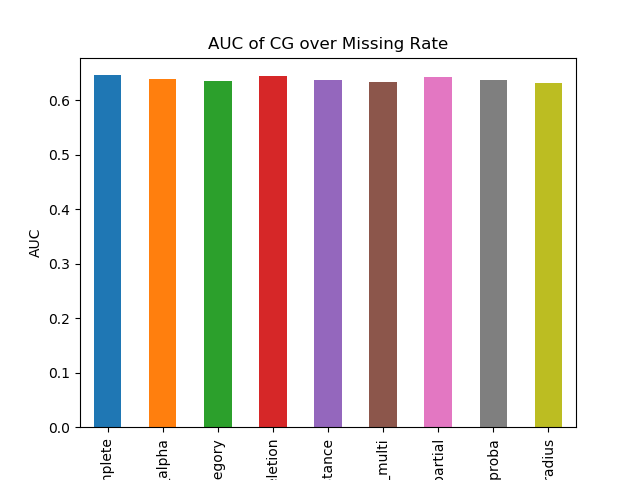 AUC of CG over Missing Rate
AUC
0.6
0.5
0.4
0.3
0.2
0.1
0.0
mplete
_alpha
egory
eletion
tance
_multi
partial
proba
radius